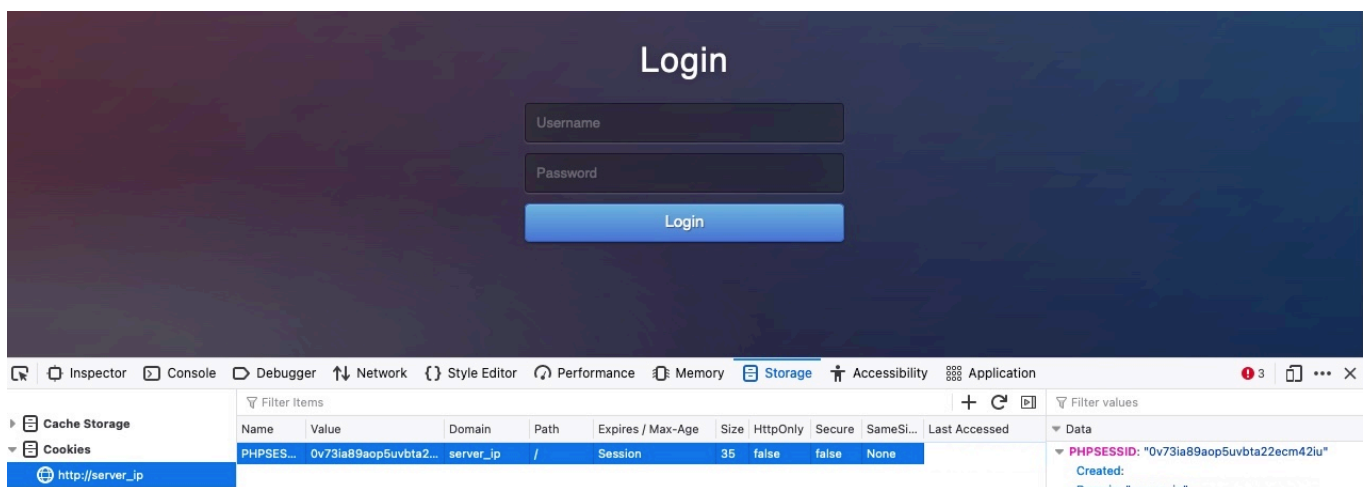 Login
Username
Password
Login
Inspector Console Debugger Network {} Style Editor Performance Memory Storage Accessibility Application 3
Filter Items
Filter values
Cache Storage
Cookies
http://server_ip
Name Value Domain Path Expires / Max-Age Size HttpOnly Secure SameSi... Last Accessed
PHPSES... 0v73ia89aop5uvbta2... server_ip / Session 35 false false None
Data
PHPSESSID: "0v73ia89aop5uvbta22ecm42iu"
Created: